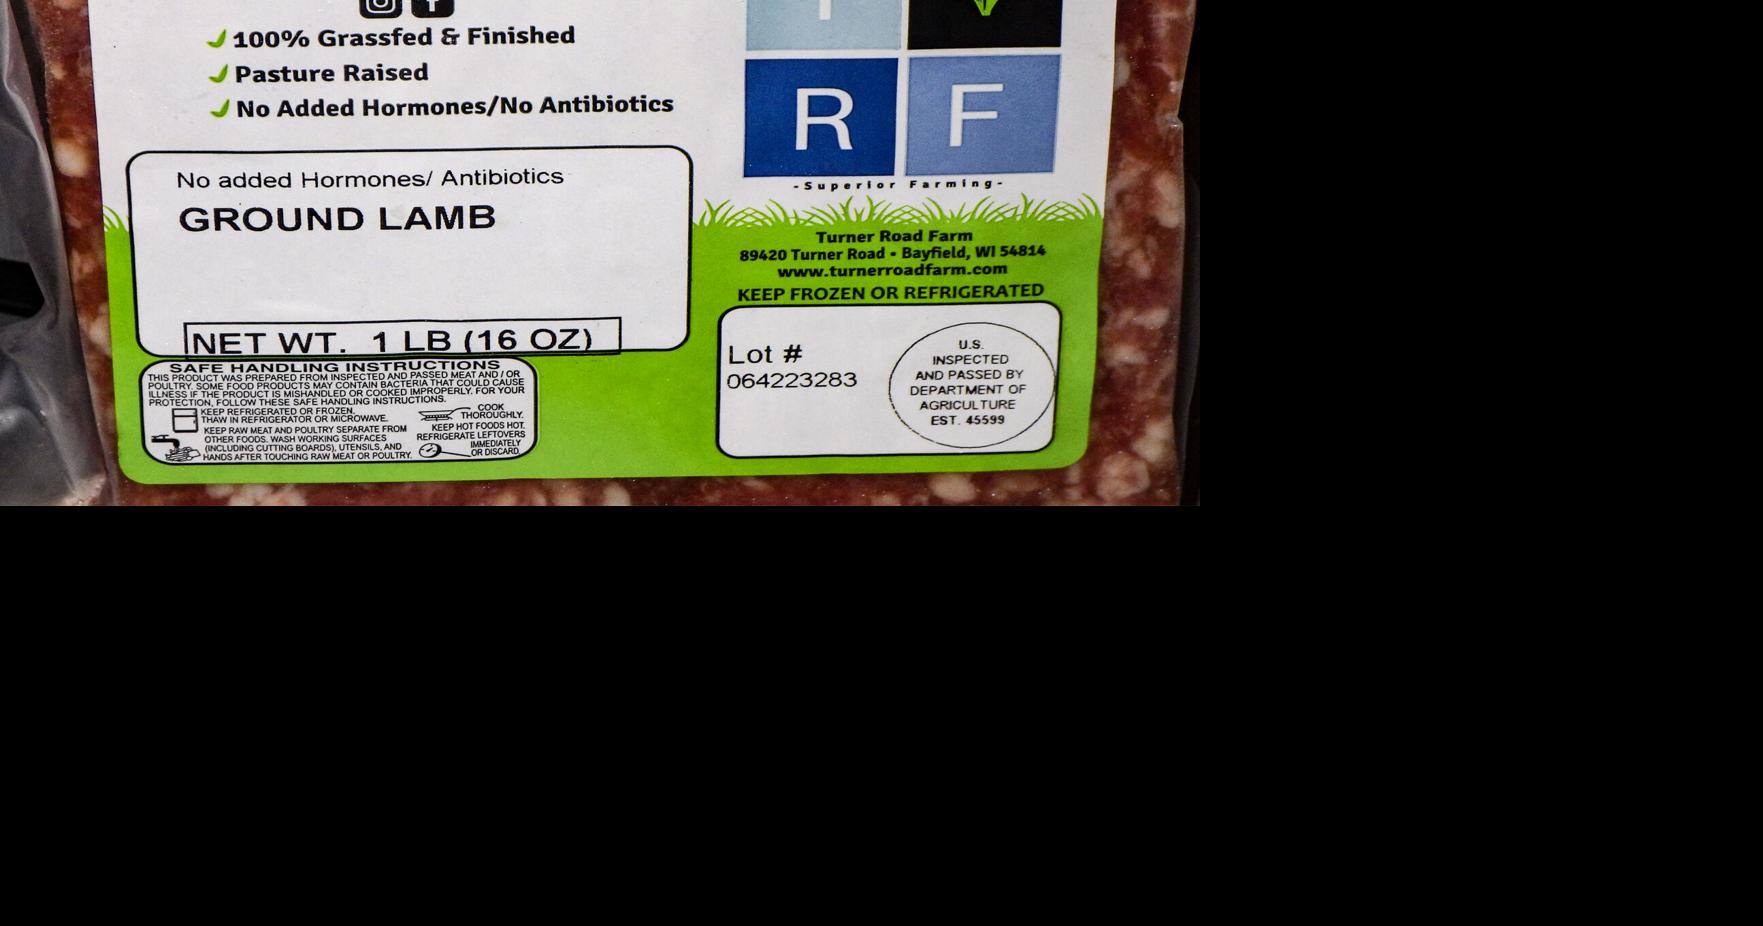 100% Grassfed & Finished
Pasture Raised
No Added Hormones/No Antibiotics
R F
-Superior Farming-
No added Hormones/ Antibiotics
GROUND LAMB
NET WT. 1 LB (16 OZ)
Turner Road Farm
89420 Turner Road • Bayfield, WI 54814
www.turnerroadfarm.com
KEEP FROZEN OR REFRIGERATED
Lot #
064223283
U.S.
INSPECTED
AND PASSED BY
DEPARTMENT OF
AGRICULTURE
EST. 45599
SAFE HANDLING INSTRUCTIONS
THIS PRODUCT WAS PREPARED FROM INSPECTED AND PASSED MEAT AND / OR
POULTRY. SOME FOOD PRODUCTS MAY CONTAIN BACTERIA THAT COULD CAUSE
ILLNESS IF THE PRODUCT IS MISHANDLED OR COOKED IMPROPERLY. FOR YOUR
PROTECTION, FOLLOW THESE SAFE HANDLING INSTRUCTIONS.
KEEP REFRIGERATED OR FROZEN.
THAW IN REFRIGERATOR OR MICROWAVE.
KEEP RAW MEAT AND POULTRY SEPARATE FROM
OTHER FOODS. WASH WORKING SURFACES
(INCLUDING CUTTING BOARDS), UTENSILS, AND
HANDS AFTER TOUCHING RAW MEAT OR POULTRY.
COOK
THOROUGHLY.
KEEP HOT FOODS HOT.
REFRIGERATE LEFTOVERS
IMMEDIATELY
OR DISCARD.